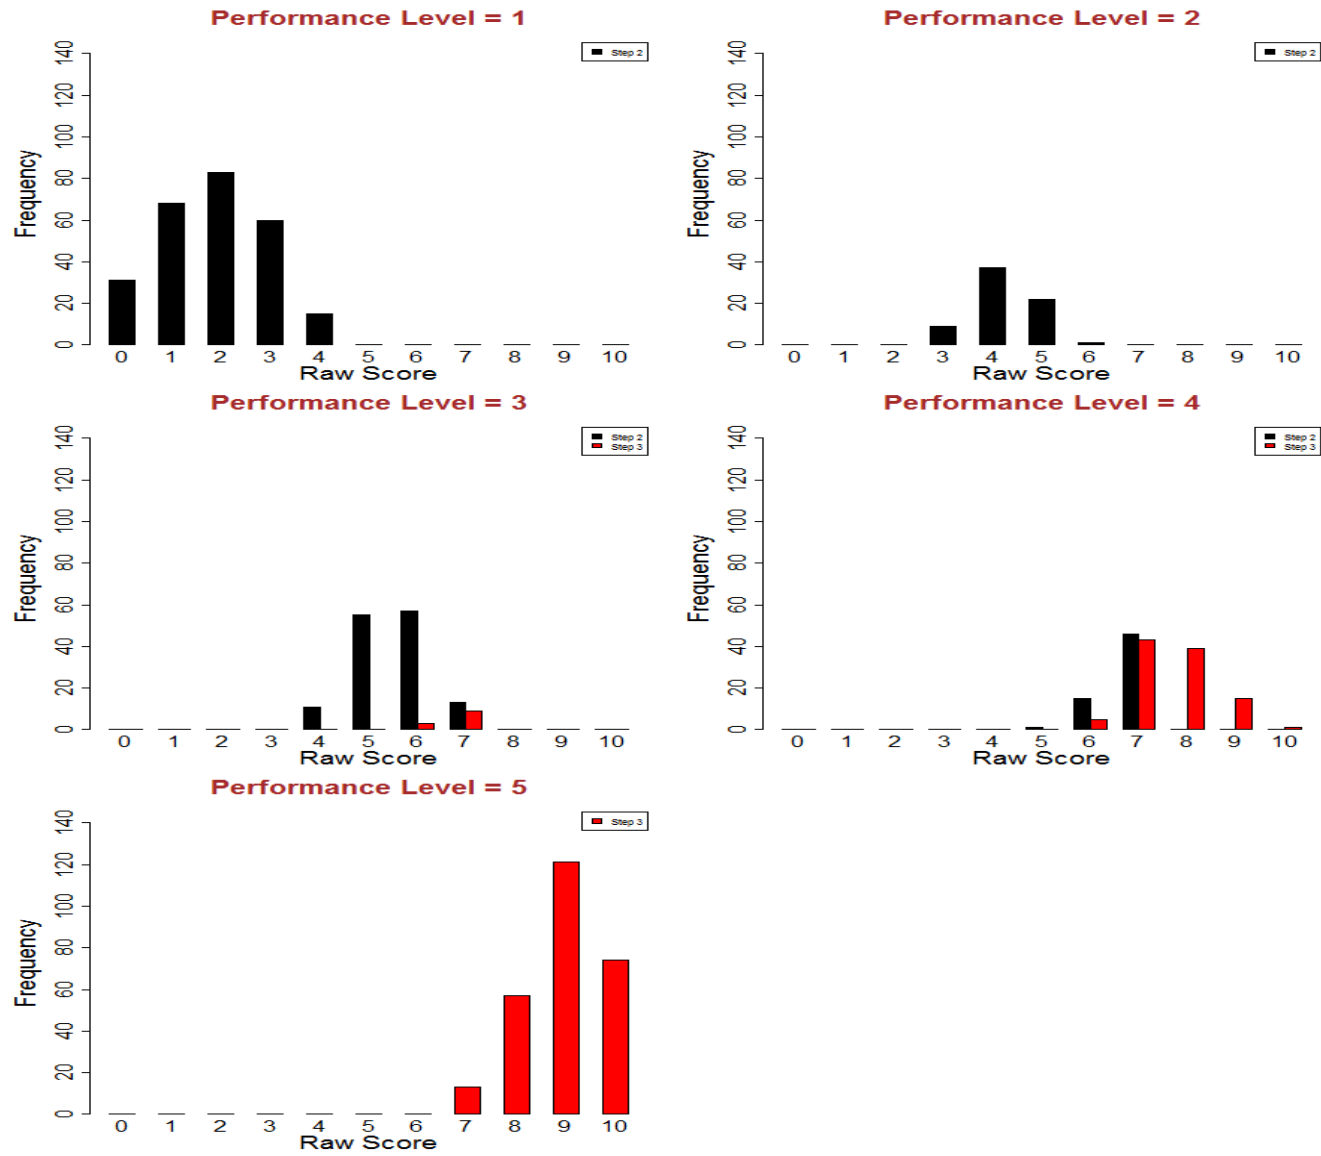 Performance Level = 1
Step 2
Frequency
0 20 40 60 80 100 120 140
0 1 2 3 4 5 6 7 8 9 10
Raw Score
Performance Level = 2
Step 2
Frequency
0 20 40 60 80 100 120 140
0 1 2 3 4 5 6 7 8 9 10
Raw Score
Performance Level = 3
Step 2
Step 3
Frequency
0 20 40 60 80 100 120 140
0 1 2 3 4 5 6 7 8 9 10
Raw Score
Performance Level = 4
Step 2
Step 3
Frequency
0 20 40 60 80 100 120 140
0 1 2 3 4 5 6 7 8 9 10
Raw Score
Performance Level = 5
Step 3
Frequency
0 20 40 60 80 100 120 140
0 1 2 3 4 5 6 7 8 9 10
Raw Score